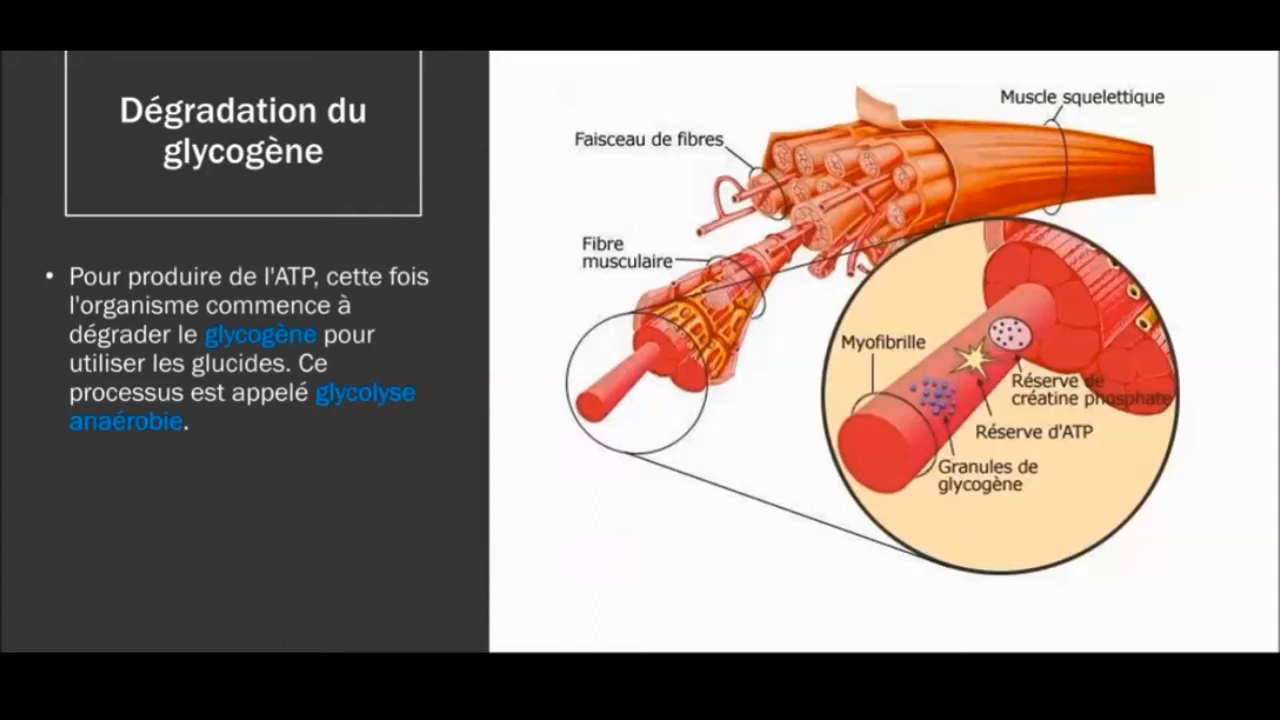 Dégradation du
glycogène
• Pour produire de l'ATP, cette fois
l'organisme commence à
dégrader le glycogène pour
utiliser les glucides. Ce
processus est appelé glycolyse
anaérobie.
Muscle squelettique
Faisceau de fibres
Fibre
musculaire
Myofibrille
Réserve de
créatine phosphate
Réserve d'ATP
Granules de
glycogène